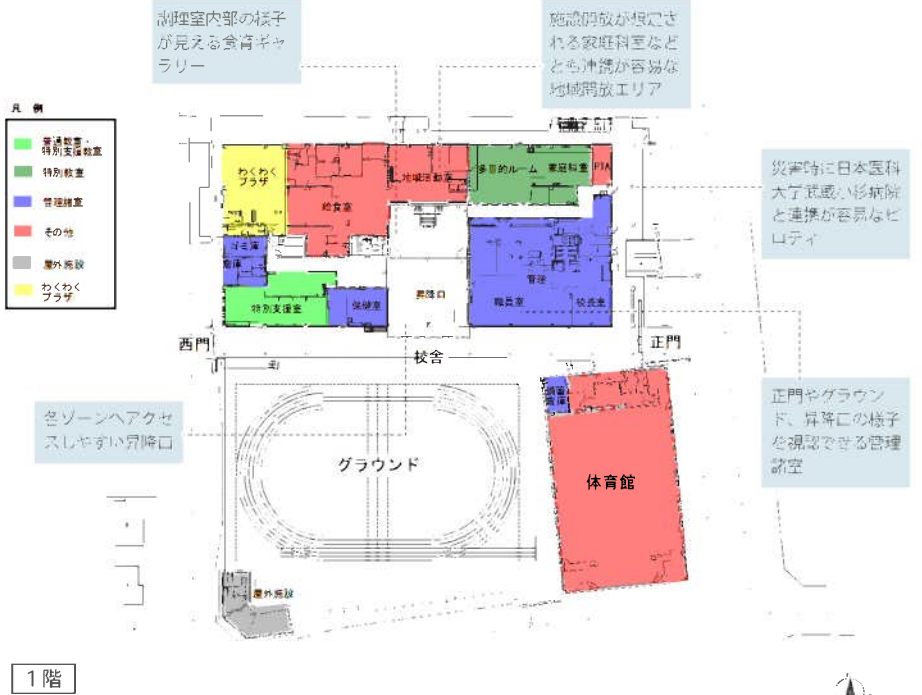 調理室内部の様子
が見える食育ギャ
ラリー
施設開放が想定さ
れる家庭科室など
とも連携が容易な
地域開放エリア
凡 例
普通教室・
特別支援教室
特別教室
管理諸室
その他
屋外施設
わくわく
プラザ
わくわく
プラザ
給食室
地域活動室
多目的ルーム
家庭科室
PTA
災害時に日本医科
大学武蔵小杉病院
と連携が容易なピ
ロティ
ゴミ庫
倉庫
特別支援室
保健室
昇降口
管理
職員室
校長室
西門
校舎
正門
各ゾーンへアクセ
スしやすい昇降口
グラウンド
体育館
正門やグラウン
ド、昇降口の様子
を視認できる管理
諸室
屋外施設
1階